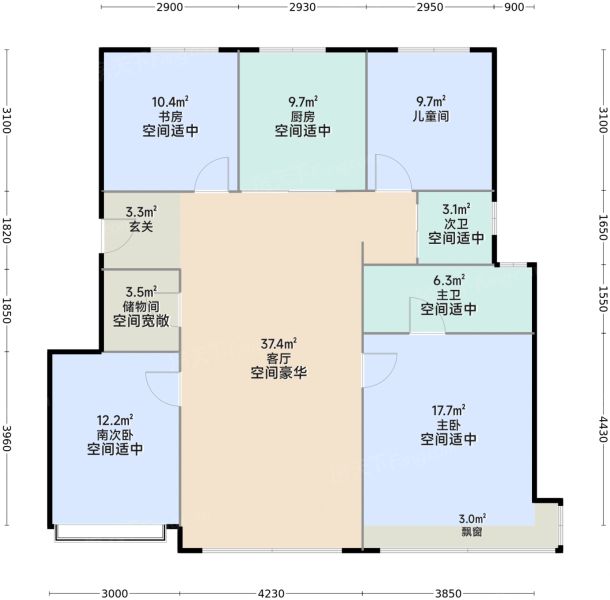 2900 2930 2950 900
3100
1820
1850
3960
10.4㎡
书房
空间适中
9.7㎡
厨房
空间适中
9.7㎡
儿童间
3.3㎡
玄关
3.1㎡
次卫
空间适中
3.5㎡
储物间
空间宽敞
6.3㎡
主卫
空间适中
37.4㎡
客厅
空间豪华
12.2㎡
南次卧
空间适中
17.7㎡
主卧
空间适中
3.0㎡
飘窗
3100
1650
1550
4430
3000 4230 3850